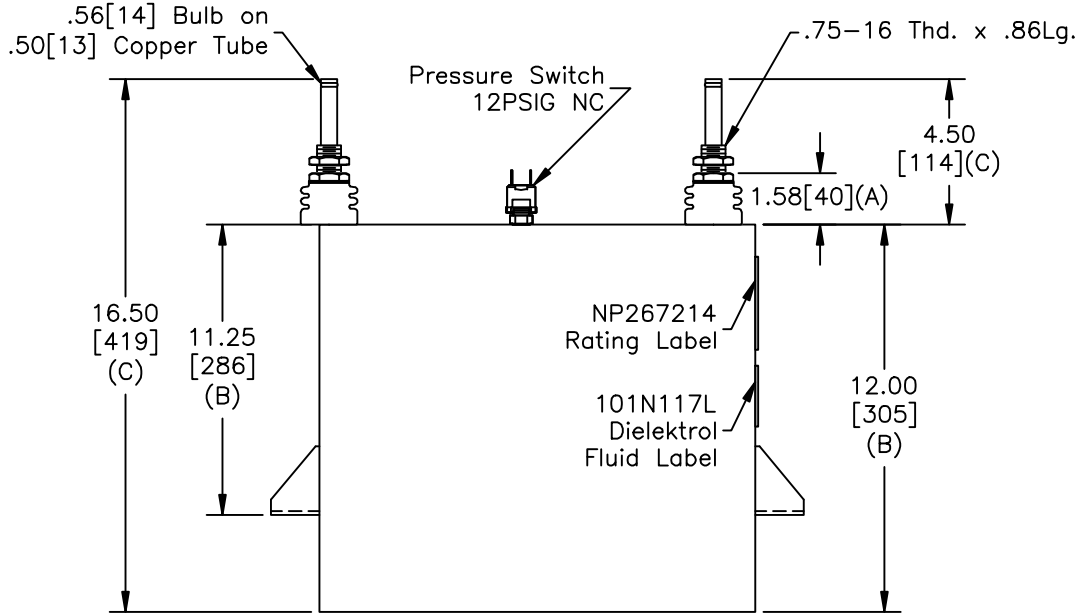 .56[14] Bulb on
.50[13] Copper Tube
.75-16 Thd. x .86Lg.
Pressure Switch
12PSIG NC
4.50
[114](C)
1.58[40](A)
16.50
[419]
(C)
11.25
[286]
(B)
NP267214
Rating Label
101N117L
Dielektrol
Fluid Label
12.00
[305]
(B)